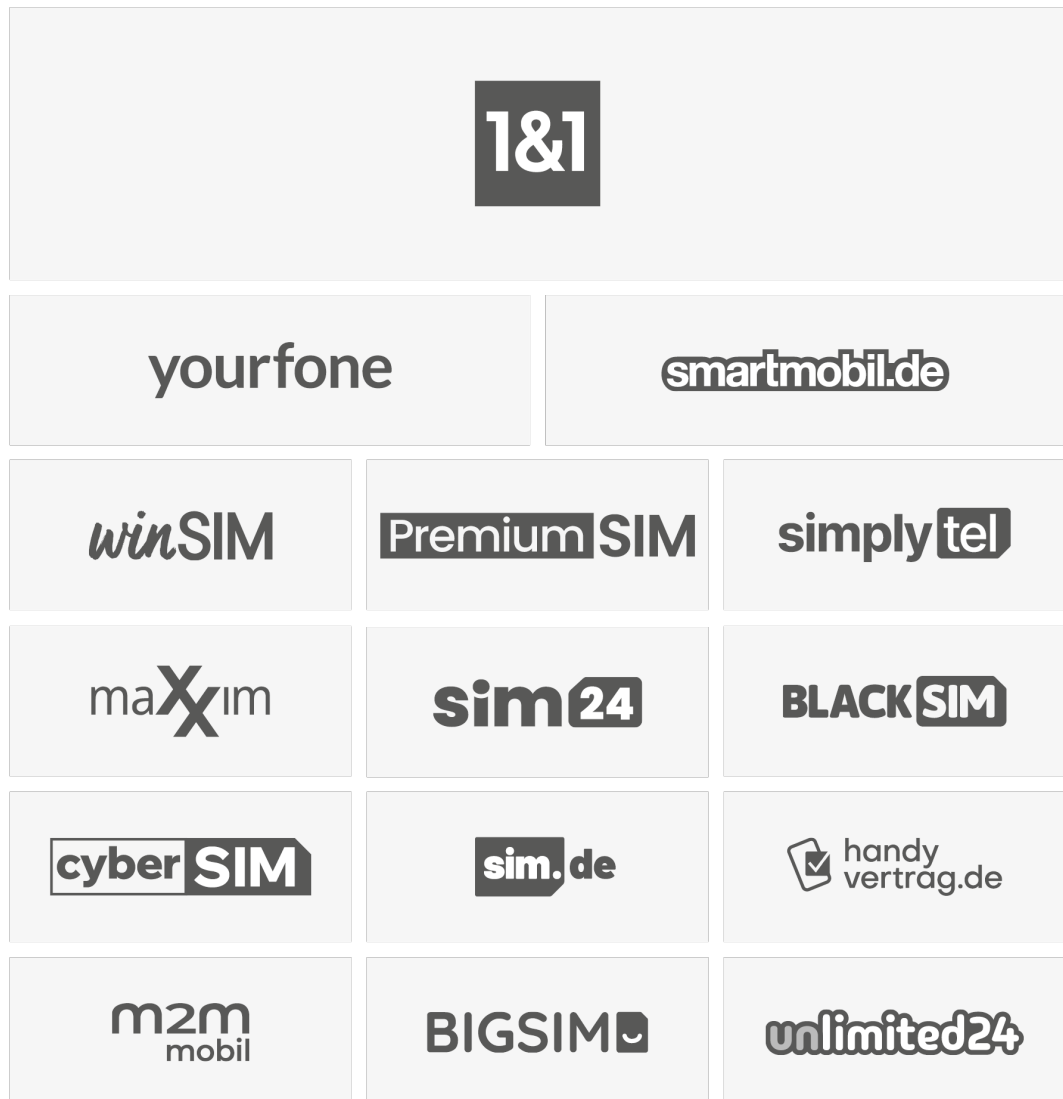 1&1
yourfone
smartmobil.de
winSIM
PremiumSIM
simplytel
maXXim
sim24
BLACKSIM
cyberSIM
sim.de
handy
vertrag.de
m2m
mobil
BIGSIM
unlimited24